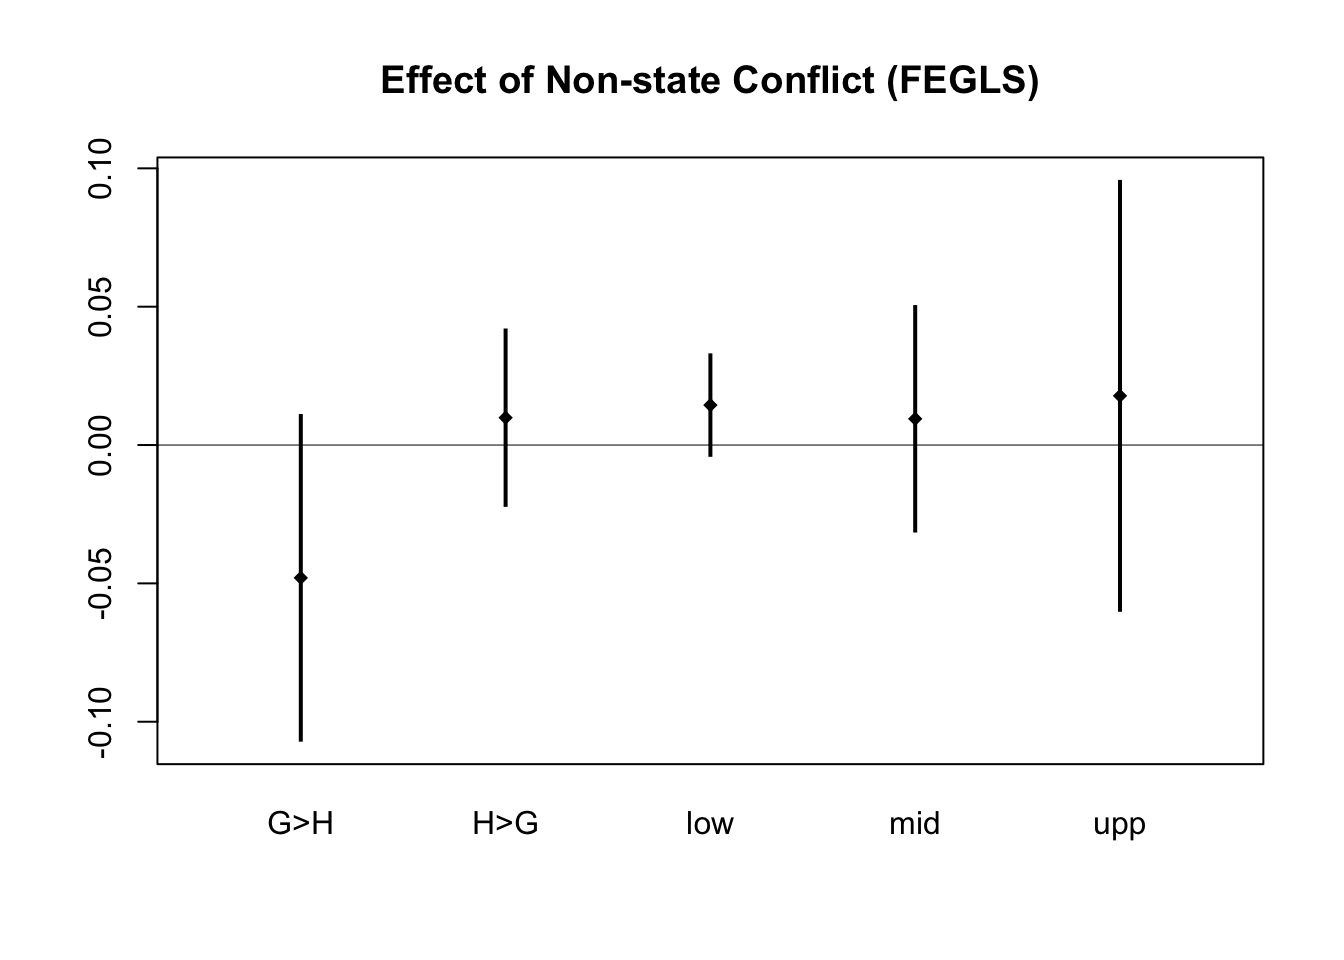 Effect of Non-state Conflict (FEGLS)
0.10
0.05
0.00
-0.05
-0.10
G>H H>G low mid upp